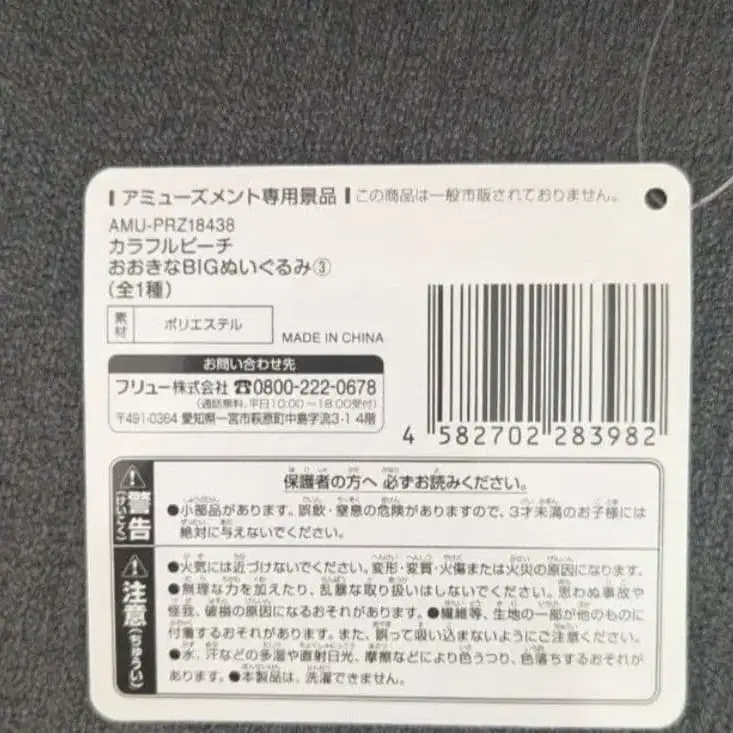 アミューズメント専用景品 この商品は一般市販されておりません。
AMU-PRZ18438
カラフルピーチ
おおきなBIGぬいぐるみ③
(全1種)
素材 ポリエステル
MADE IN CHINA
お問い合わせ先
フリュー株式会社 ☎0800-222-0678
(通話無料、平日10:00～18:00受付)
〒491-0364 愛知県一宮市萩原町中島字流3-1 4階
4 582702 283982
警告(けいこく)
保護者の方へ 必ずお読みください。
●小部品があります。誤飲・窒息の危険がありますので、3才未満のお子様には
絶対に与えないでください。
注意(ちゅうい)
●火気には近づけないでください。変形・変質・火傷または火災の原因になります。
●無理な力を加えたり、乱暴な取り扱いはしないでください。思わぬ事故や
怪我、破損の原因になるおそれがあります。●繊維等、生地の一部が他のものに
付着するおそれがあります。また、誤って吸い込まないようにご注意ください。
●水、汗などの多湿や直射日光、摩擦などにより色うつり、色落ちするおそれが
あります。●本製品は、洗濯できません。